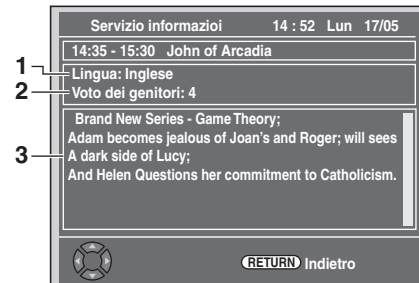 Servizio informazioi 14 : 52 Lun 17/05
14:35 - 15:30 John of Arcadia
1 Lingua: Inglese
2 Voto dei genitori: 4
Brand New Series - Game Theory;
Adam becomes jealous of Joan's and Roger; will sees
3 A dark side of Lucy;
And Helen Questions her commitment to Catholicism.
RETURN Indietro